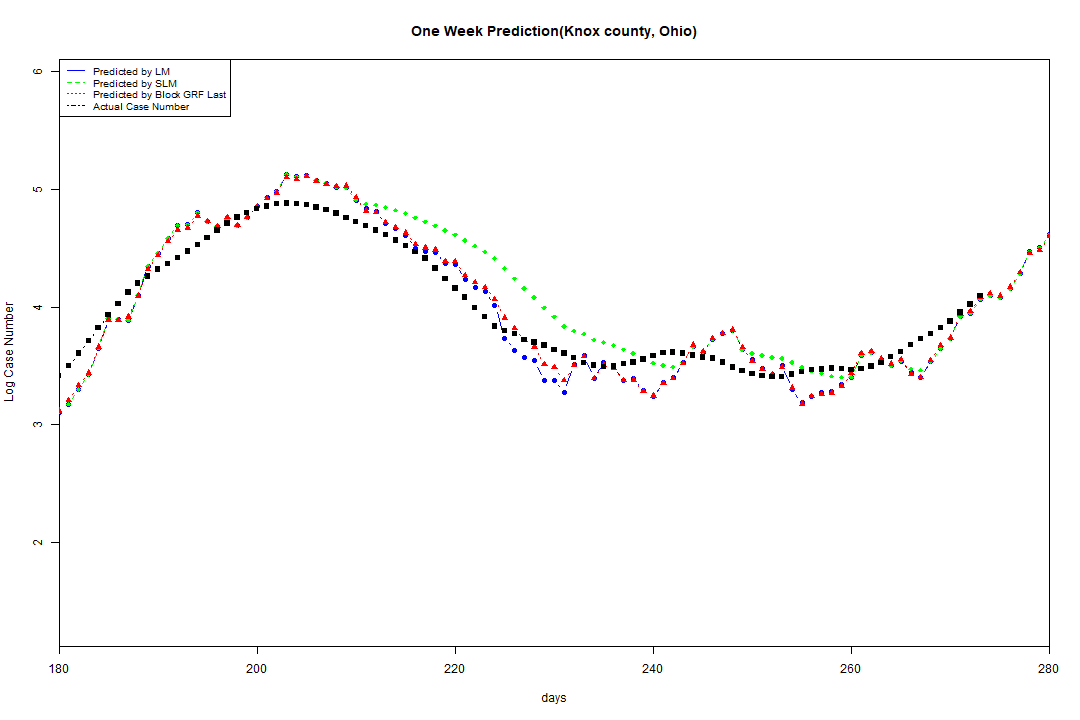 One Week Prediction(Knox county, Ohio)
Predicted by LM
Predicted by SLM
Predicted by Block GRF Last
Actual Case Number
6
5
4
3
2
Log Case Number
180 200 220 240 260 280
days